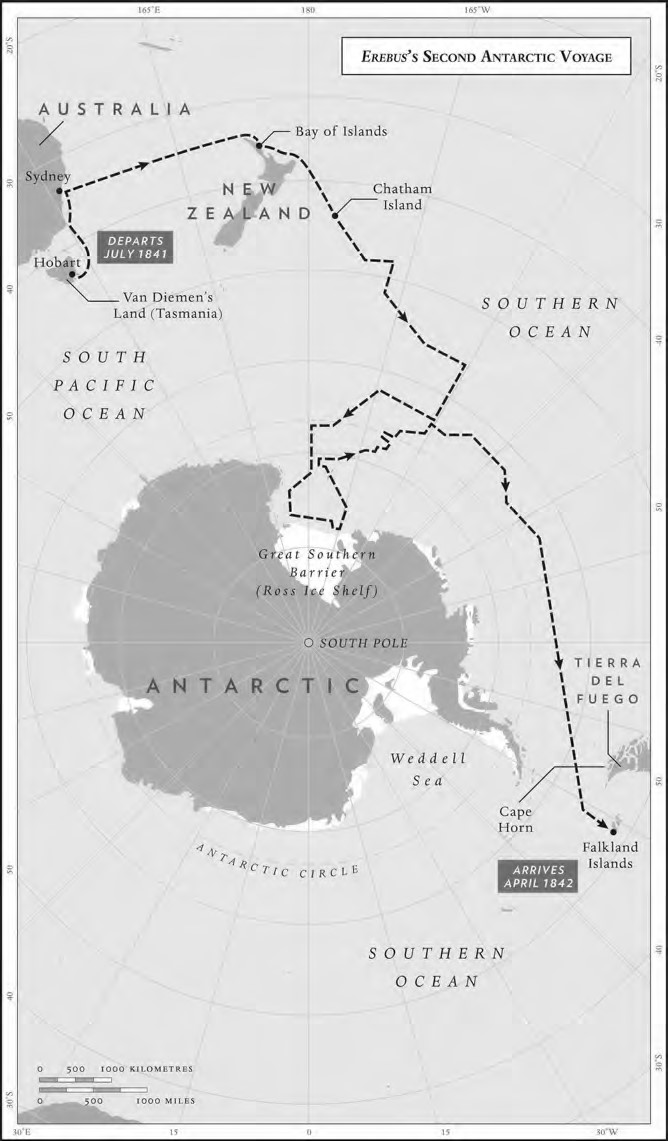 165°E
180
165°W
20°S
20°S
EREBUS'S SECOND ANTARCTIC VOYAGE
AUSTRALIA
Bay of Islands
Sydney
30
30
NEW
ZEALAND
Chatham
Island
DEPARTS
JULY 1841
Hobart
40
Van Diemen's
Land (Tasmania)
SOUTHERN
OCEAN
40
SOUTH
PACIFIC
OCEAN
50
50
Great Southern
Barrier
(Ross Ice Shelf)
SOUTH POLE
ANTARCTIC
TIERRA
DEL
FUEGO
Weddell
Sea
50
Cape
Horn
Falkland
Islands
ANTARCTIC CIRCLE
50
ARRIVES
APRIL 1842
SOUTHERN
OCEAN
40
40
0 500 1000 KILOMETRES
0 500 1000 MILES
30°S
30°S
30°E
15
0
15
30°W